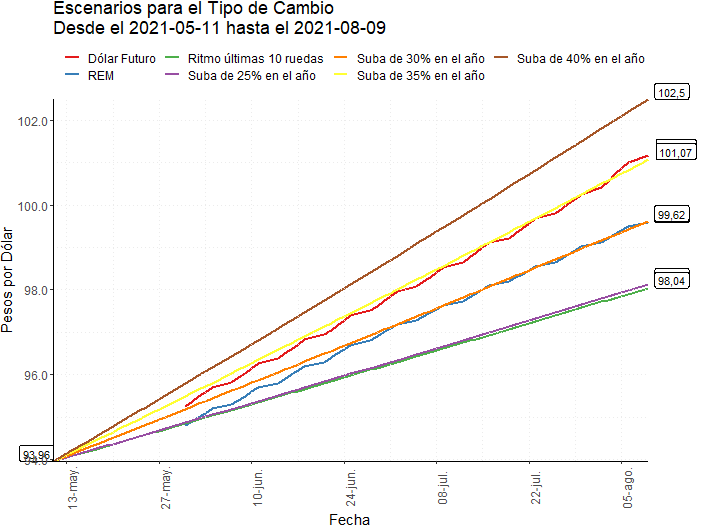 Escenarios para el Tipo de Cambio
Desde el 2021-05-11 hasta el 2021-08-09
Dólar Futuro
Ritmo últimas 10 ruedas
Suba de 30% en el año
Suba de 40% en el año
REM
Suba de 25% en el año
Suba de 35% en el año
102,5
102.0
101,07
100.0
99,62
98.0
98,04
96.0
93,96
94.0
Pesos por Dólar
13-may.
27-may.
10-jun.
24-jun.
08-jul.
22-jul.
05-ago.
Fecha